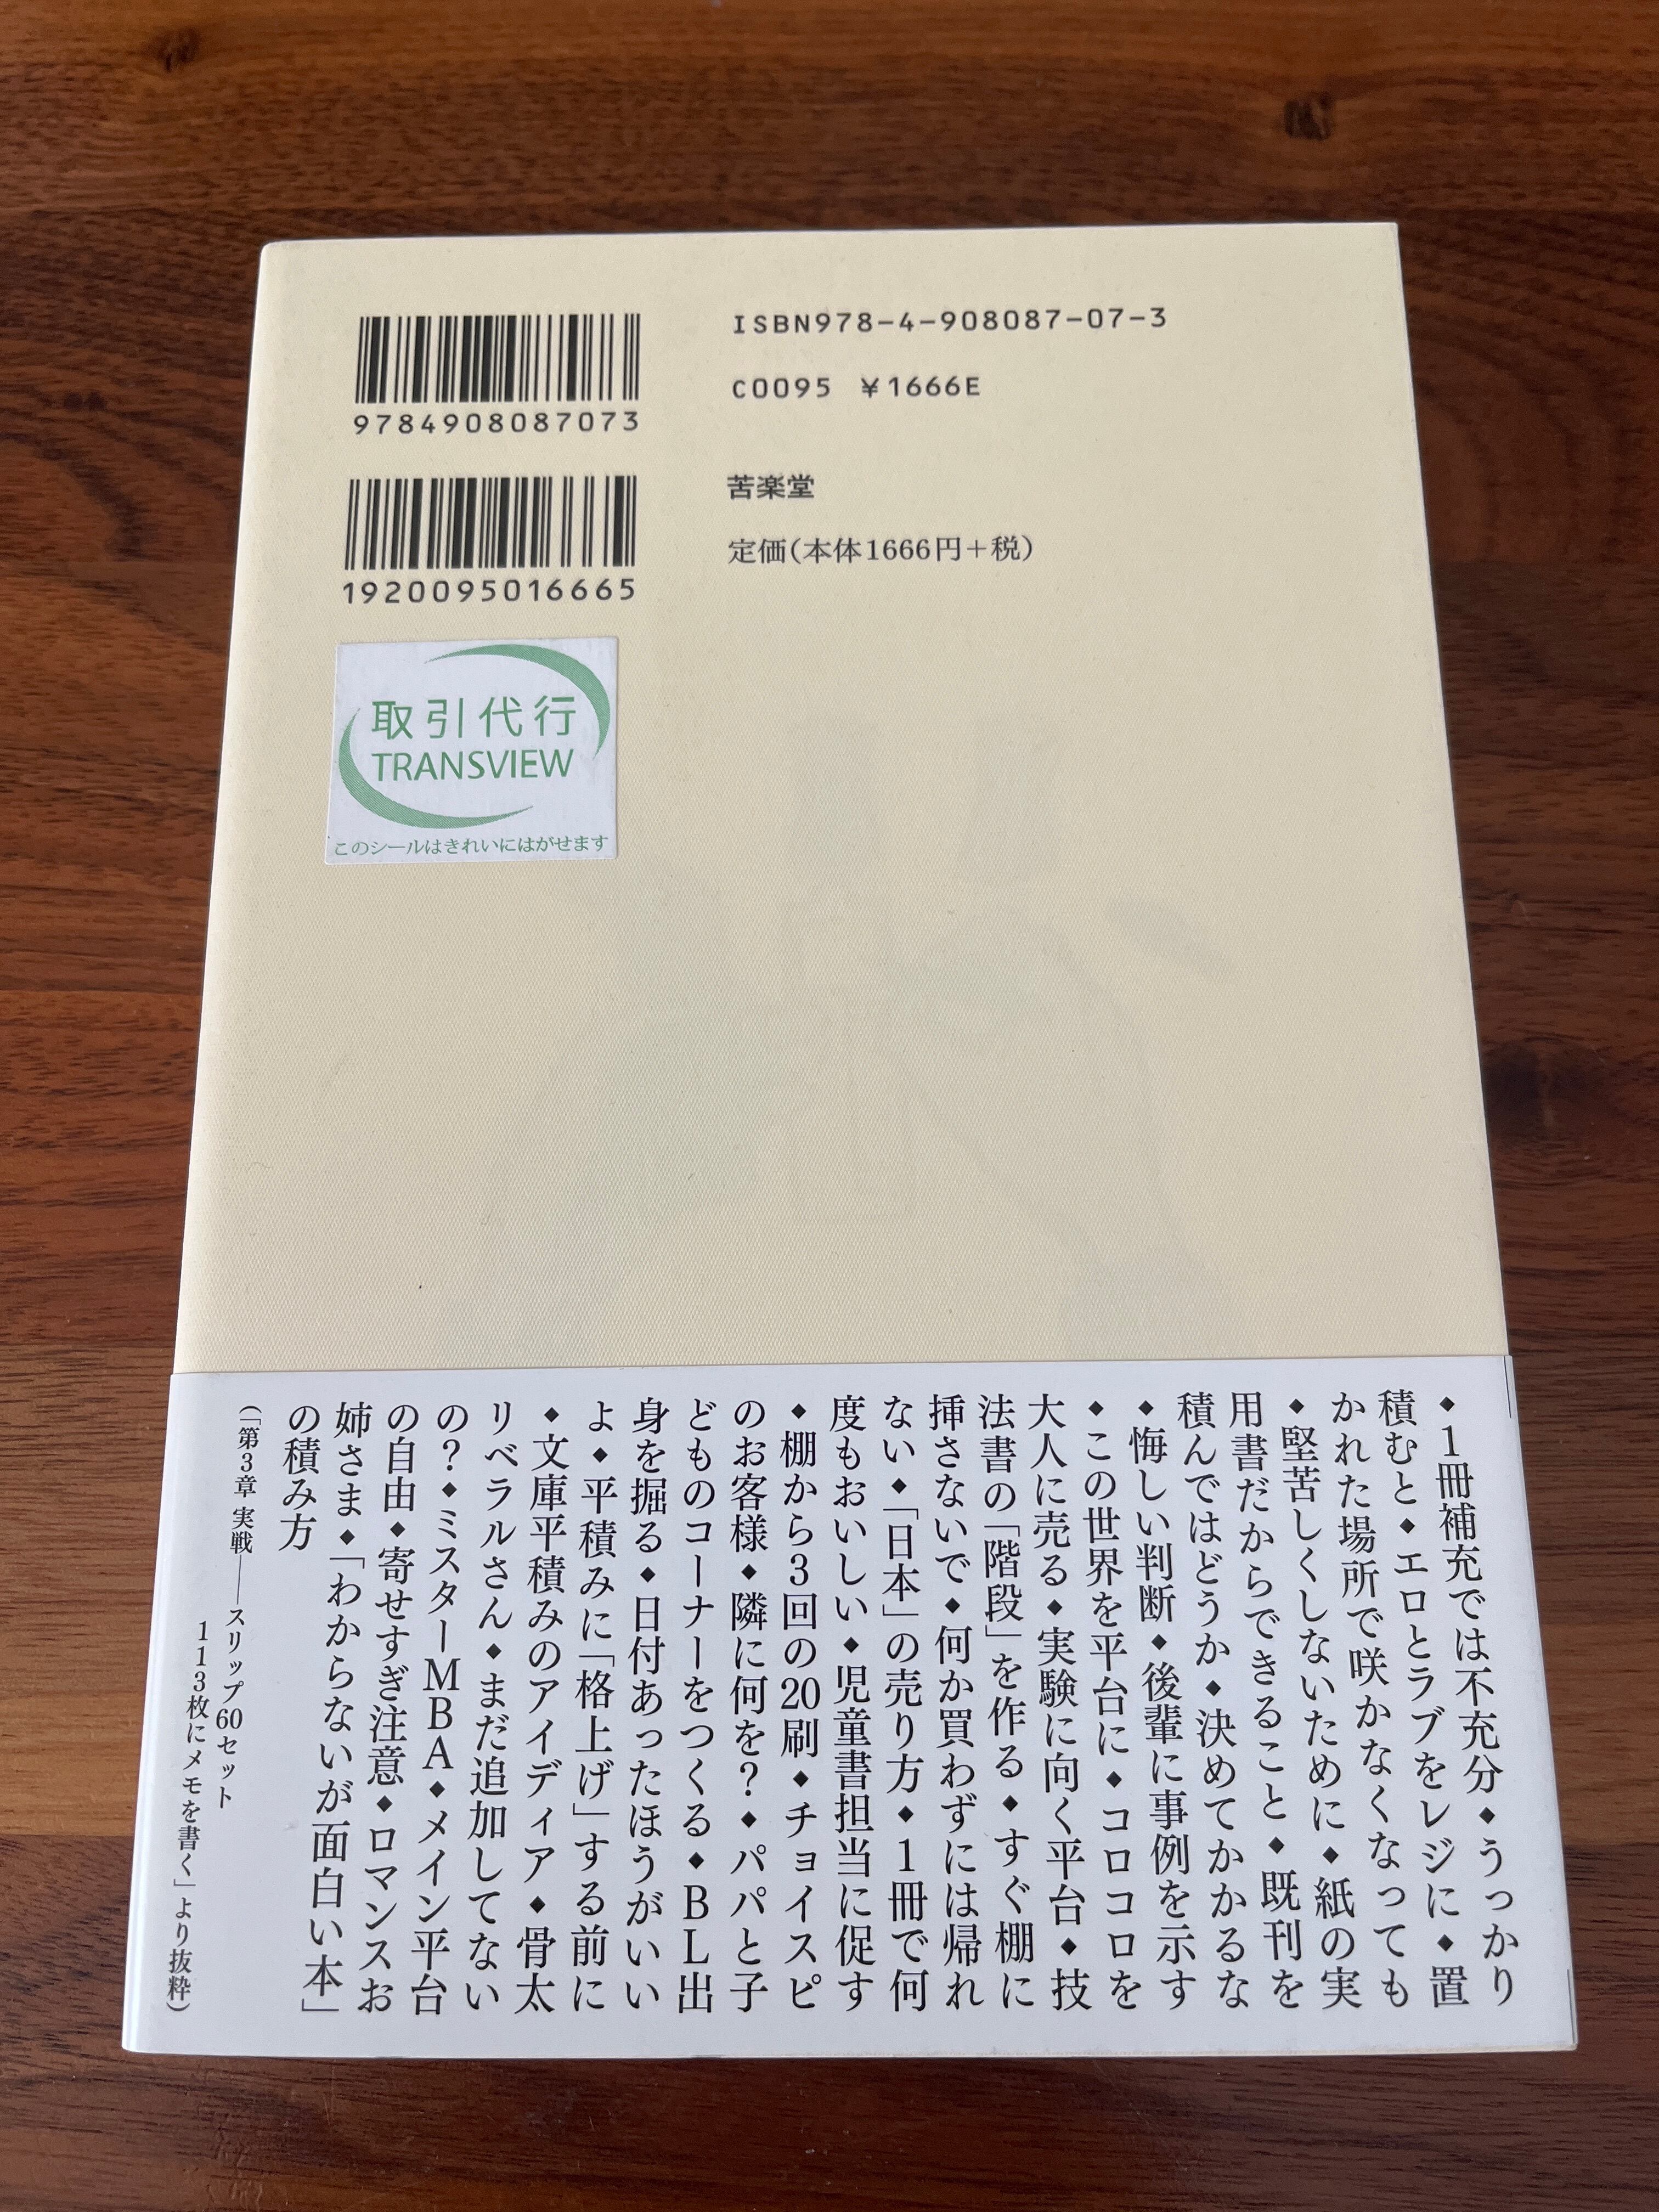 ISBN978-4-908087-07-3
C0095 ¥1666E
9784908087073
苦楽堂
定価(本体1666円+税)
1920095016665
取引代行
TRANSVIEW
このシールはきれいにはがせます
◆1冊補充では不充分◆うっかり
積むと◆エロとラブをレジに◆置
かれた場所で咲かなくなっても
◆堅苦しくしないために◆紙の実
用書だからできること◆既刊を
積んではどうか◆決めてかかるな
◆悔しい判断◆後輩に事例を示す
◆この世界を平台に◆コロコロを
大人に売る◆実験に向く平台◆技
法書の「階段」を作る◆すぐ棚に
挿さないで◆何か買わずには帰れ
ない◆「日本」の売り方◆1冊で何
度もおいしい◆児童書担当に促す
◆棚から3回の20刷◆チョイスピ
のお客様◆隣に何を?◆パパと子
どものコーナーをつくる◆BL出
身を掘る◆日付あったほうがいい
よ◆平積みに「格上げ」する前に
◆文庫平積みのアイディア◆骨太
リベラルさん◆まだ追加してない
の?◆ミスターMBA◆メイン平台
の自由◆寄せすぎ注意◆ロマンスお
姉さま◆「わからないが面白い本」
の積み方
(「第3章 実戦――スリップ60セット
113枚にメモを書く」より抜粋)